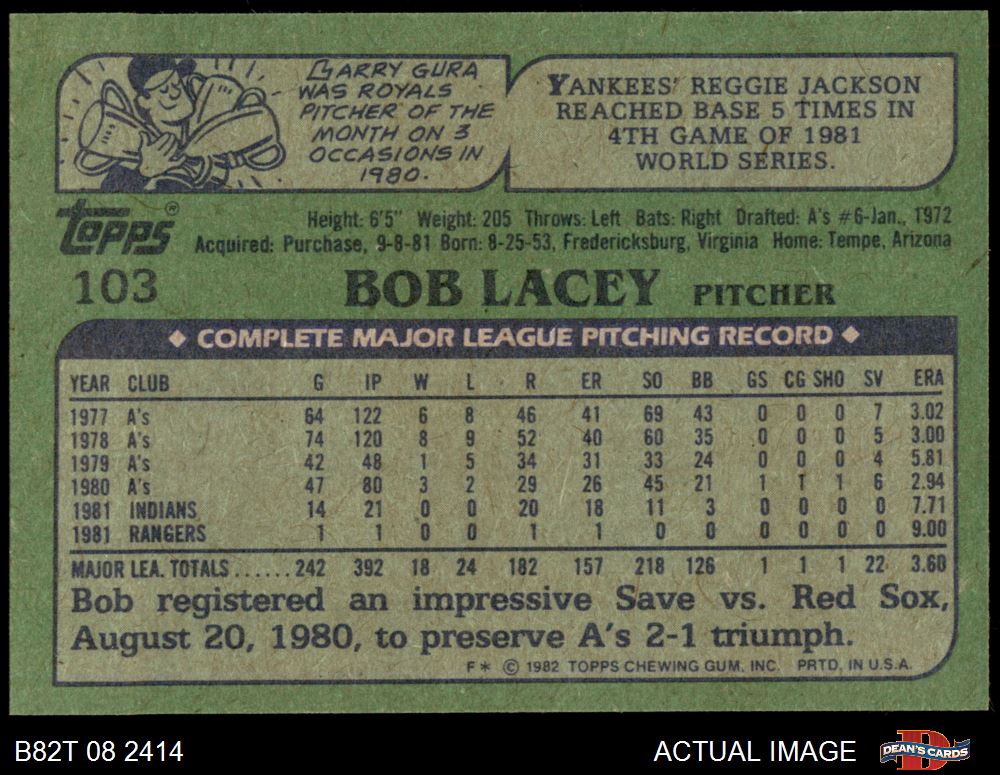 LARRY GURA
WAS ROYALS
PITCHER OF THE
MONTH ON 3
OCCASIONS IN
1980.
YANKEES' REGGIE JACKSON
REACHED BASE 5 TIMES IN
4TH GAME OF 1981
WORLD SERIES.
Topps®
Height: 6'5" Weight: 205 Throws: Left Bats: Right Drafted: A's #6-Jan., 1972
Acquired: Purchase, 9-8-81 Born: 8-25-53, Fredericksburg, Virginia Home: Tempe, Arizona
103 BOB LACEY PITCHER
◆ COMPLETE MAJOR LEAGUE PITCHING RECORD ◆
YEAR CLUB G IP W L R ER SO BB GS CG SHO SV ERA
1977 A's 64 122 6 8 46 41 69 43 0 0 0 7 3.02
1978 A's 74 120 8 9 52 40 60 35 0 0 0 5 3.00
1979 A's 42 48 1 5 34 31 33 24 0 0 0 4 5.81
1980 A's 47 80 3 2 29 26 45 21 1 1 1 6 2.94
1981 INDIANS 14 21 0 0 20 18 11 3 0 0 0 0 7.71
1981 RANGERS 1 1 0 0 1 1 0 0 0 0 0 0 9.00
MAJOR LEA. TOTALS......242 392 18 24 182 157 218 126 1 1 1 22 3.60
Bob registered an impressive Save vs. Red Sox,
August 20, 1980, to preserve A's 2-1 triumph.
F* © 1982 TOPPS CHEWING GUM, INC. PRTD. IN U.S.A.
B82T 08 2414
ACTUAL IMAGE
D
DEAN'S CARDS